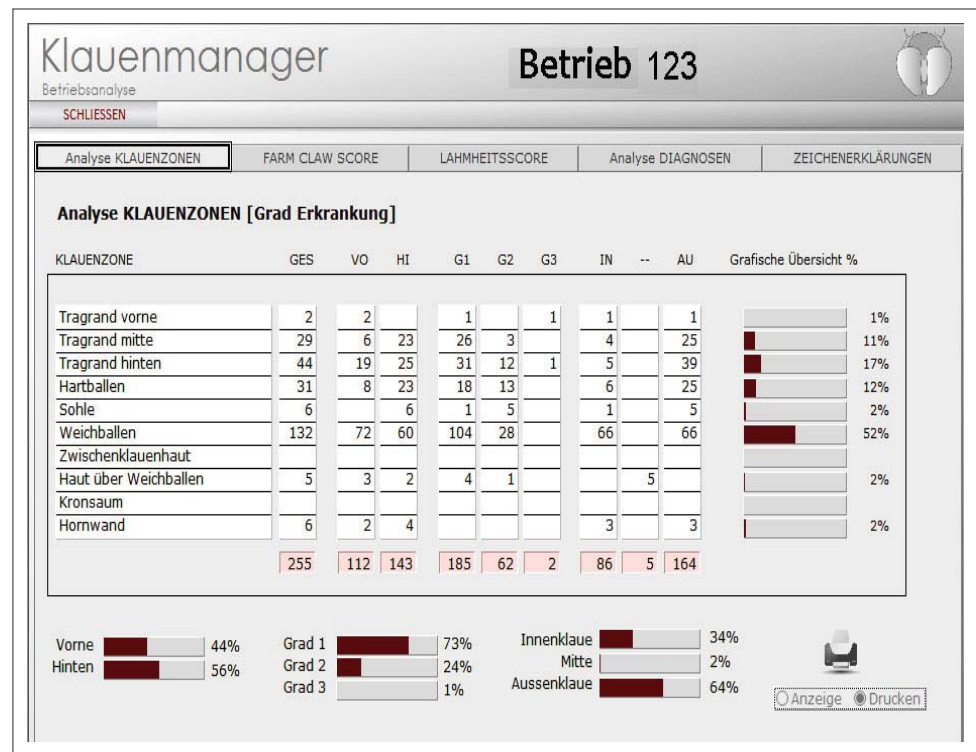 Klauenmanager Betrieb 123
Betriebsanalyse
SCHLIESSEN
Analyse KLAUENZONEN FARM CLAW SCORE LAHMHEITSSCORE Analyse DIAGNOSEN ZEICHENERKLÄRUNGEN
Analyse KLAUENZONEN [Grad Erkrankung]
KLAUENZONE GES VO HI G1 G2 G3 IN -- AU Grafische Übersicht %
Tragrand vorne 2 2 1 1 1 1 1%
Tragrand mitte 29 6 23 26 3 4 25 11%
Tragrand hinten 44 19 25 31 12 1 5 39 17%
Hartballen 31 8 23 18 13 6 25 12%
Sohle 6 6 1 5 1 5 2%
Weichballen 132 72 60 104 28 66 66 52%
Zwischenklauenhaut
Haut über Weichballen 5 3 2 4 1 5 2%
Kronsaum
Hornwand 6 2 4 3 3 2%
255 112 143 185 62 2 86 5 164
Vorne 44% Grad 1 73% Innenklaue 34%
Hinten 56% Grad 2 24% Mitte 2%
Grad 3 1% Aussenklaue 64%
Anzeige Drucken